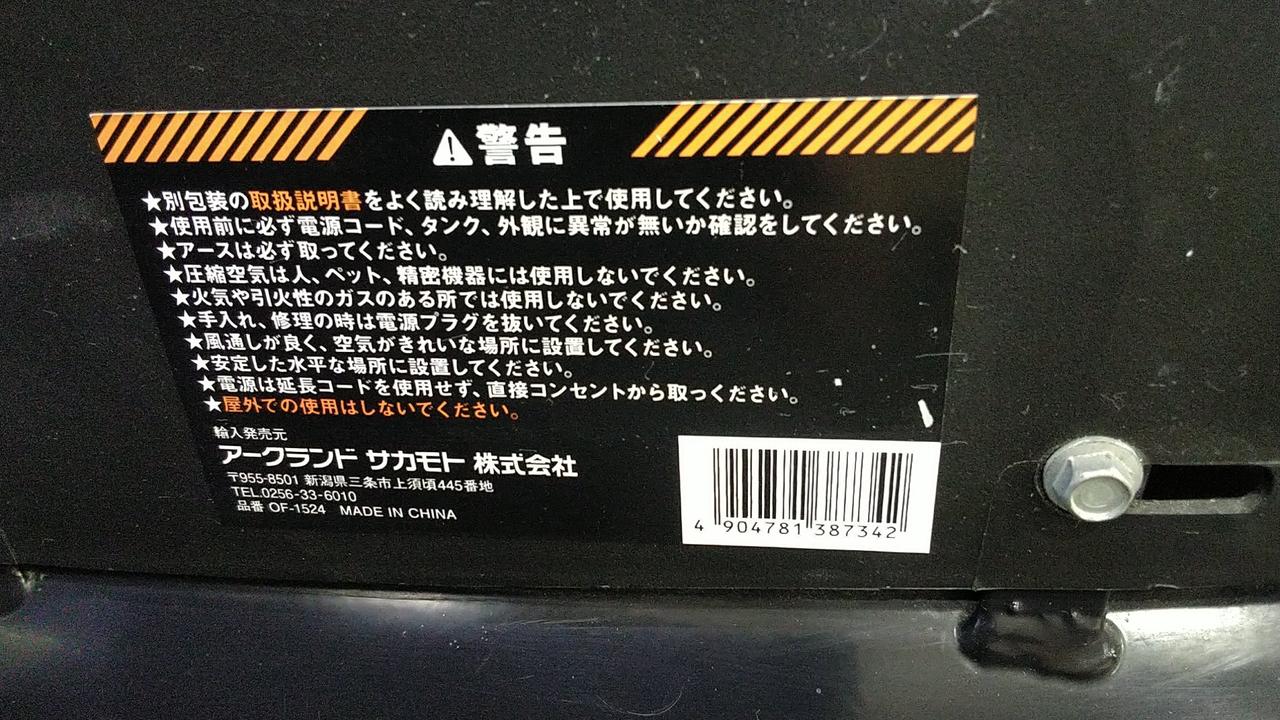 警告
★別包装の取扱説明書をよく読み理解した上で使用してください。
★使用前に必ず電源コード、タンク、外観に異常が無いか確認をしてください。
★アースは必ず取ってください。
★圧縮空気は人、ペット、精密機器には使用しないでください。
★火気や引火性のガスのある所では使用しないでください。
★手入れ、修理の時は電源プラグを抜いてください。
★風通しが良く、空気がきれいな場所に設置してください。
★安定した水平な場所に設置してください。
★電源は延長コードを使用せず、直接コンセントから取っください。
★屋外での使用はしないでください。
輸入発売元
アークランド サカモト 株式会社
〒955-8501 新潟県三条市上須頃445番地
TEL.0256-33-6010
品番 OF-1524 MADE IN CHINA
4 904781 387342